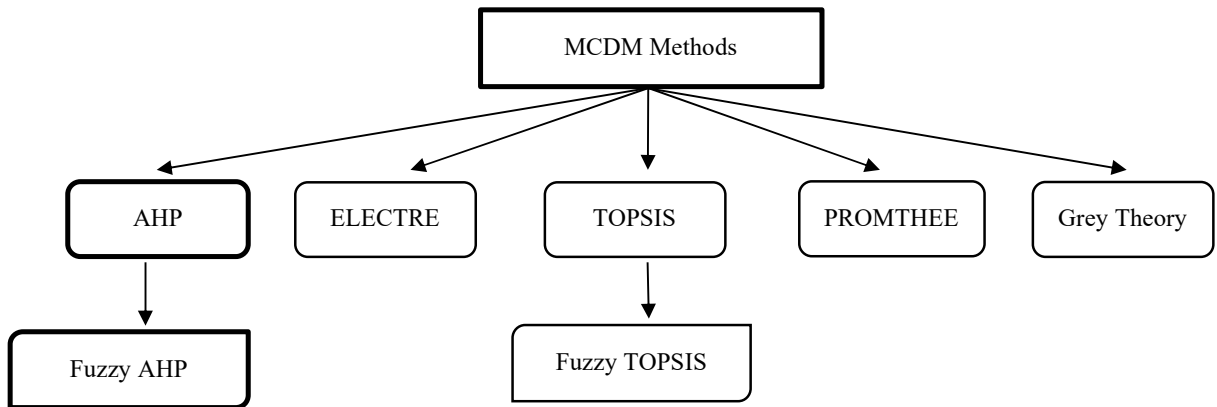 MCDM Methods
AHP
ELECTRE
TOPSIS
PROMTHEE
Grey Theory
Fuzzy AHP
Fuzzy TOPSIS